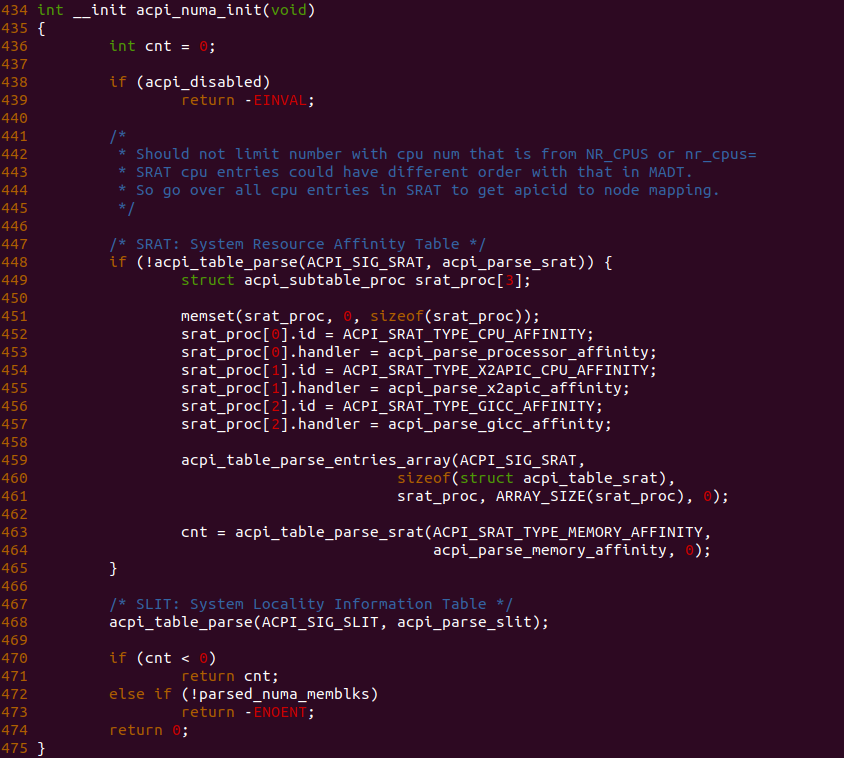 434 int __init acpi_numa_init(void)
435 {
436         int cnt = 0;
437
438         if (acpi_disabled)
439                 return -EINVAL;
440
441         /*
442          * Should not limit number with cpu num that is from NR_CPUS or nr_cpus=
443          * SRAT cpu entries could have different order with that in MADT.
444          * So go over all cpu entries in SRAT to get apicid to node mapping.
445          */
446
447         /* SRAT: System Resource Affinity Table */
448         if (!acpi_table_parse(ACPI_SIG_SRAT, acpi_parse_srat)) {
449                 struct acpi_subtable_proc srat_proc[3];
450
451                 memset(srat_proc, 0, sizeof(srat_proc));
452                 srat_proc[0].id = ACPI_SRAT_TYPE_CPU_AFFINITY;
453                 srat_proc[0].handler = acpi_parse_processor_affinity;
454                 srat_proc[1].id = ACPI_SRAT_TYPE_X2APIC_CPU_AFFINITY;
455                 srat_proc[1].handler = acpi_parse_x2apic_affinity;
456                 srat_proc[2].id = ACPI_SRAT_TYPE_GICC_AFFINITY;
457                 srat_proc[2].handler = acpi_parse_gicc_affinity;
458
459                 acpi_table_parse_entries_array(ACPI_SIG_SRAT,
460                                         sizeof(struct acpi_table_srat),
461                                         srat_proc, ARRAY_SIZE(srat_proc), 0);
462
463                 cnt = acpi_table_parse_srat(ACPI_SRAT_TYPE_MEMORY_AFFINITY,
464                                             acpi_parse_memory_affinity, 0);
465         }
466
467         /* SLIT: System Locality Information Table */
468         acpi_table_parse(ACPI_SIG_SLIT, acpi_parse_slit);
469
470         if (cnt < 0)
471                 return cnt;
472         else if (!parsed_numa_memblks)
473                 return -ENOENT;
474         return 0;
475 }